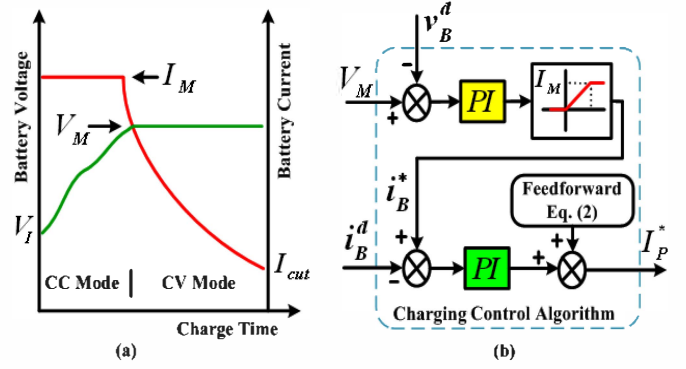 Battery Voltage
Battery Current
I_M
V_M
V_I
I_cut
CC Mode
CV Mode
Charge Time
(a)
v_B^d
-
V_M
+
PI
I_M
i_B^*
Feedforward
Eq. (2)
i_B^d
+
-
PI
+
+
I_P^*
Charging Control Algorithm
(b)